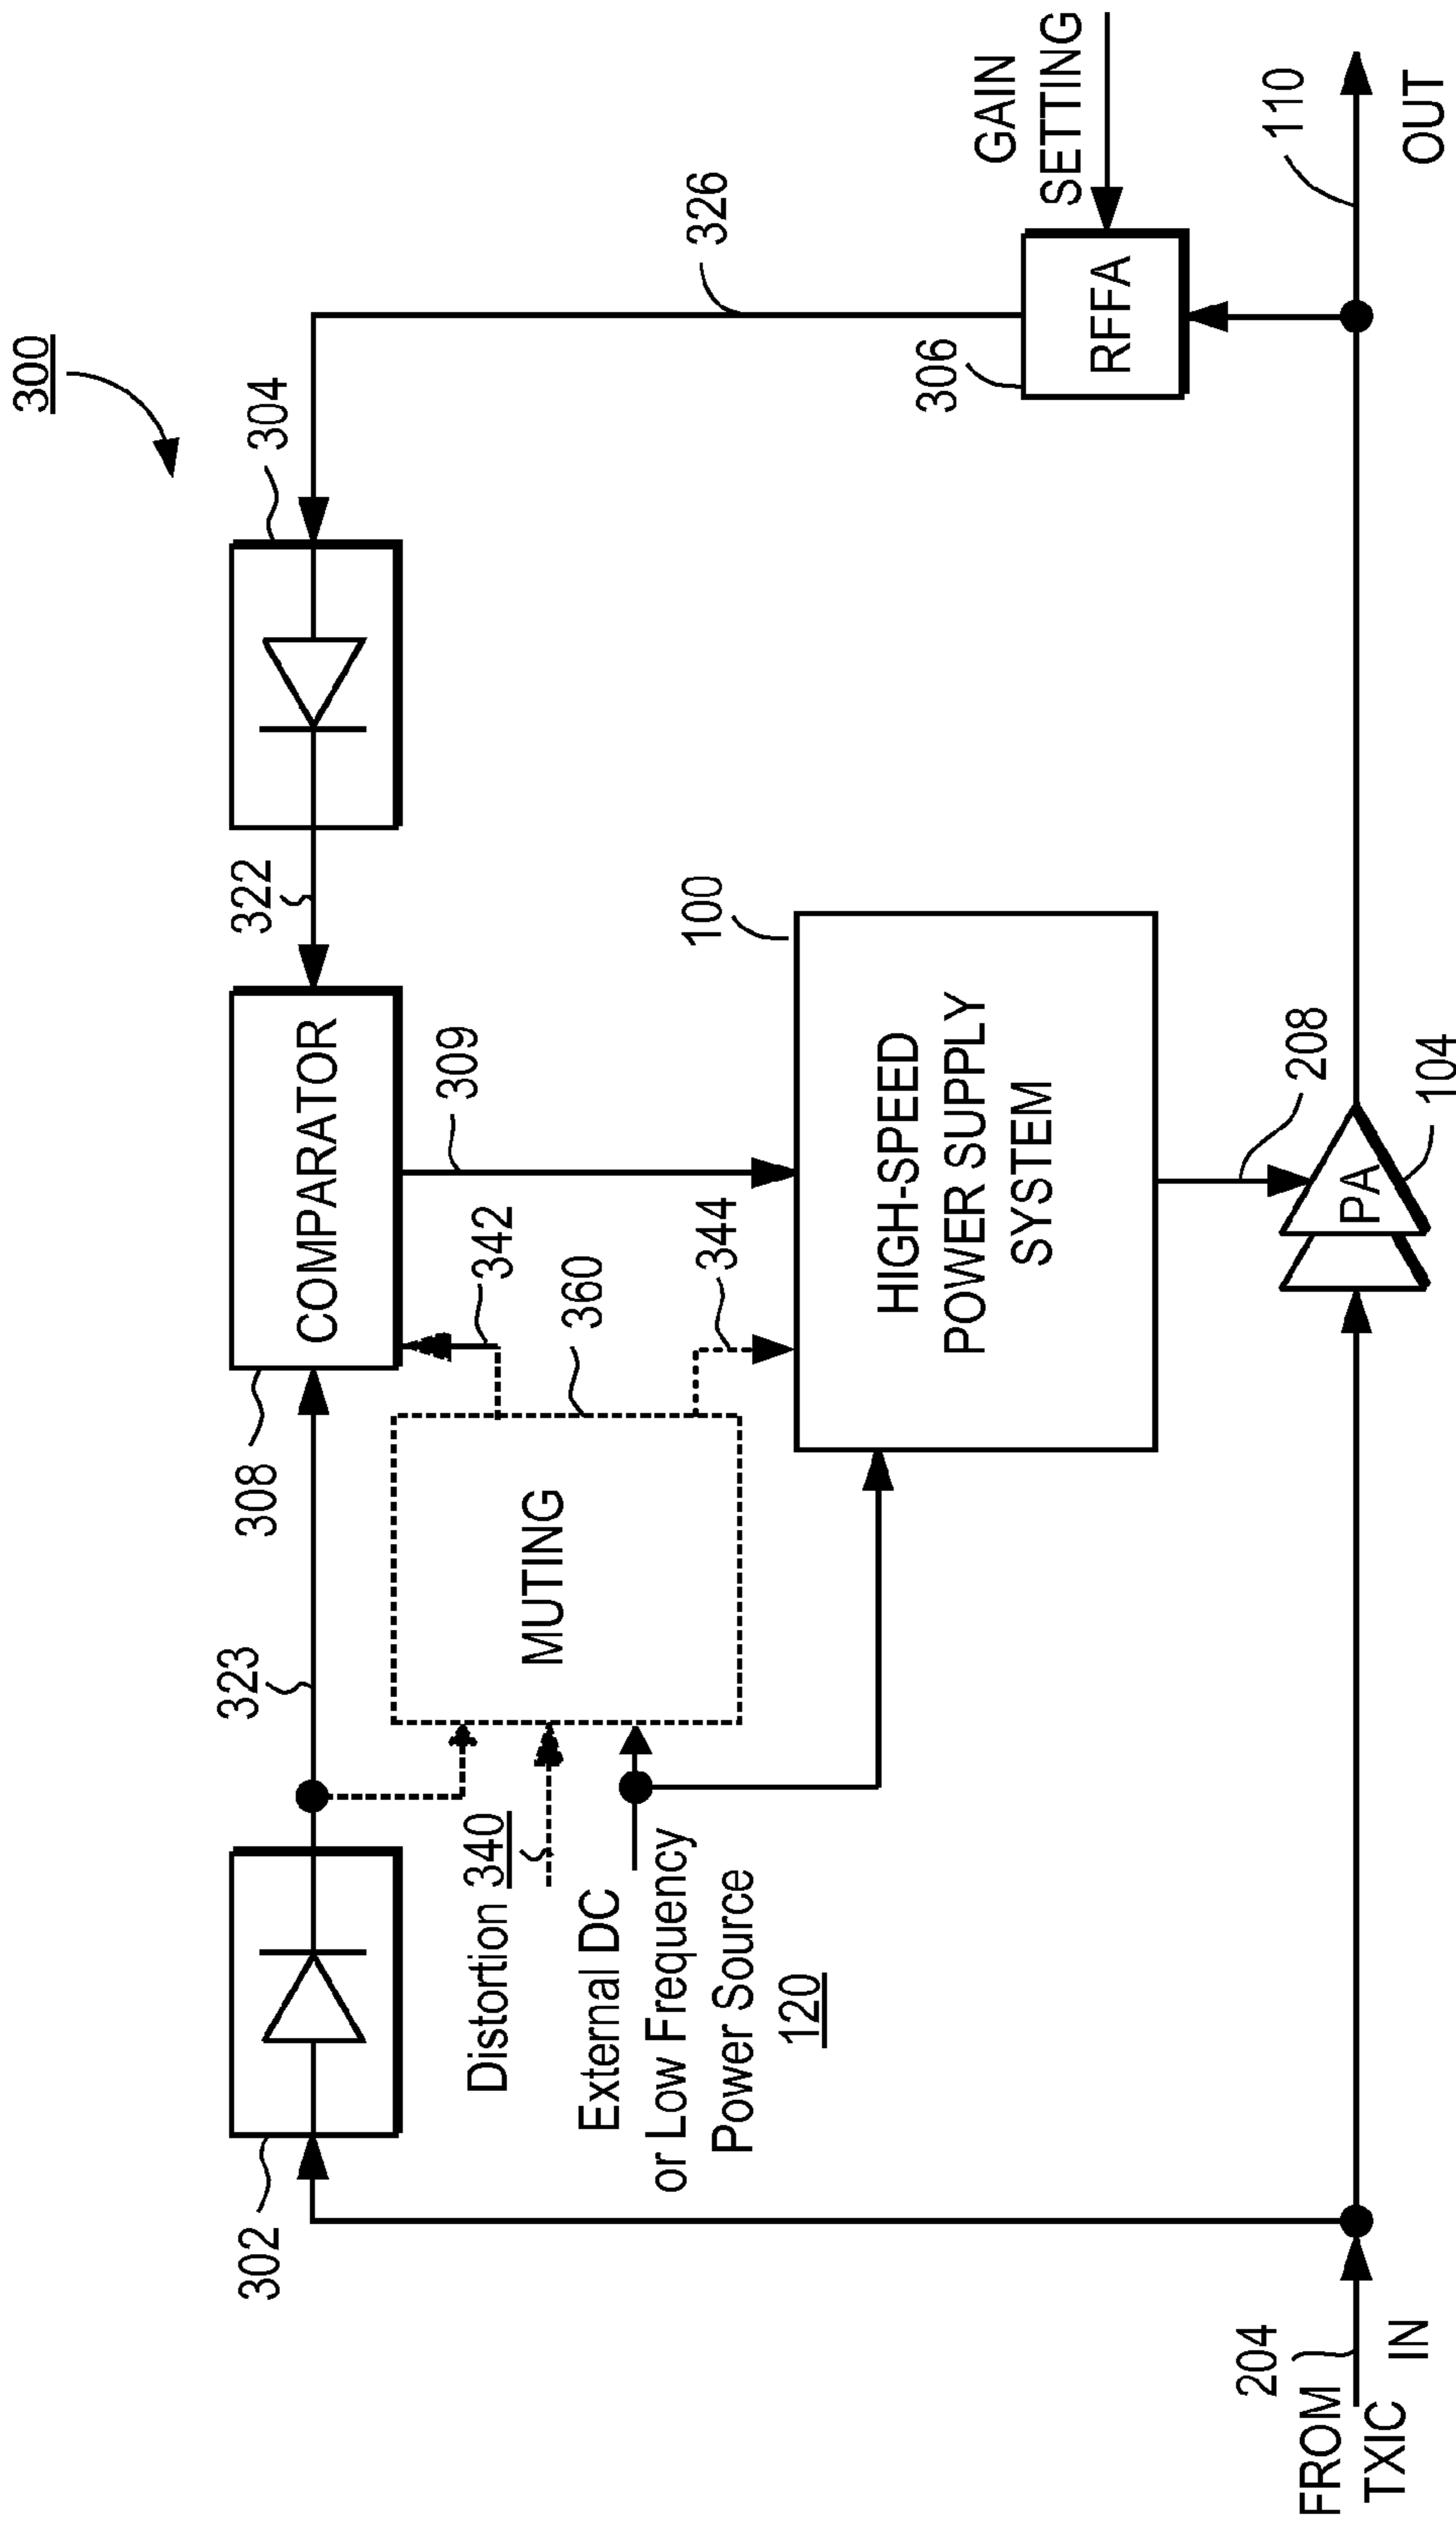 300
304
322
COMPARATOR
308
323
302
309
342
326
360
MUTING
344
100
HIGH-SPEED
POWER SUPPLY
SYSTEM
Distortion 340
External DC
or Low Frequency
Power Source
120
306
RFFA
GAIN
SETTING
208
PA
104
110
OUT
204
FROM
TXIC
IN